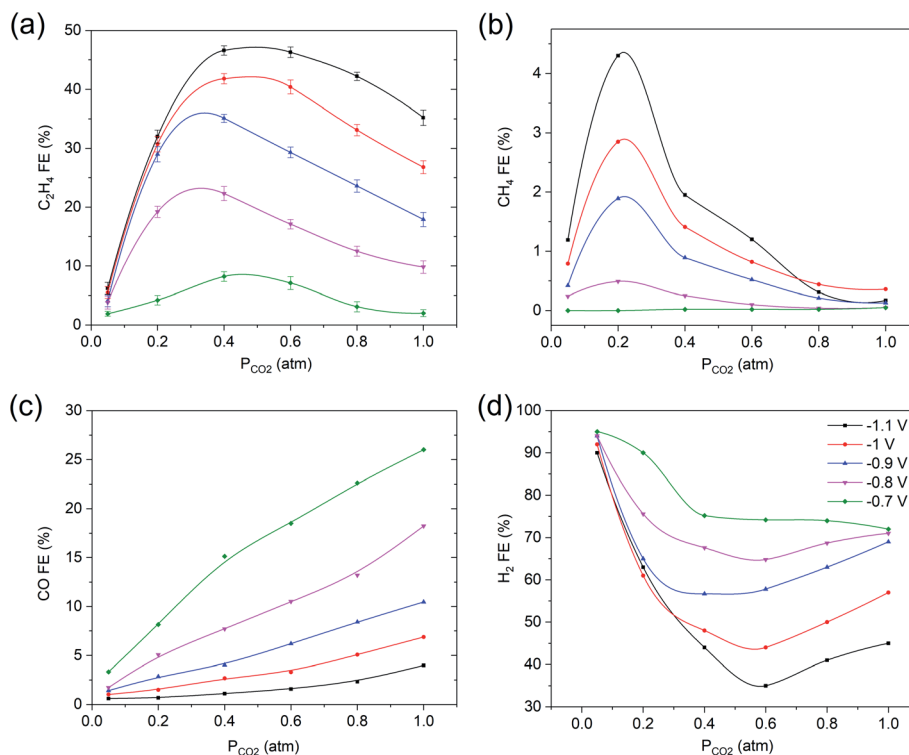 (a)
50
40
30
20
10
0
C2H4 FE (%)
0.0 0.2 0.4 0.6 0.8 1.0
PCO2 (atm)
(b)
4
3
2
1
0
CH4 FE (%)
0.0 0.2 0.4 0.6 0.8 1.0
PCO2 (atm)
(c)
30
25
20
15
10
5
0
CO FE (%)
0.0 0.2 0.4 0.6 0.8 1.0
PCO2 (atm)
(d)
100
90
80
70
60
50
40
30
H2 FE (%)
-1.1 V
-1 V
-0.9 V
-0.8 V
-0.7 V
0.0 0.2 0.4 0.6 0.8 1.0
PCO2 (atm)